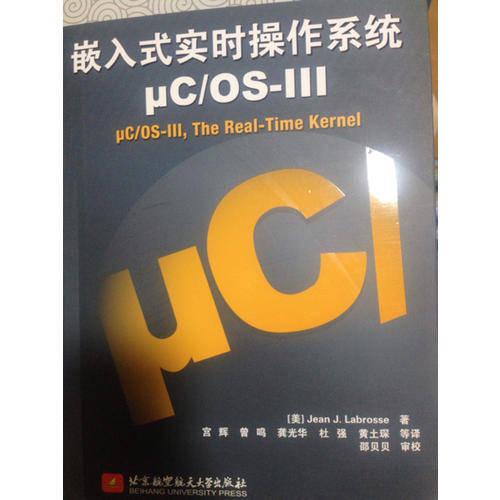 嵌入式实时操作系统
μC/OS-III
μC/OS-III, The Real-Time Kernel
μC/
[美] Jean J. Labrosse 著
宫辉 曾鸣 龚光华 杜强 黄土琛 等译
邵贝贝 审校
北京航空航天大学出版社
BEIHANG UNIVERSITY PRESS